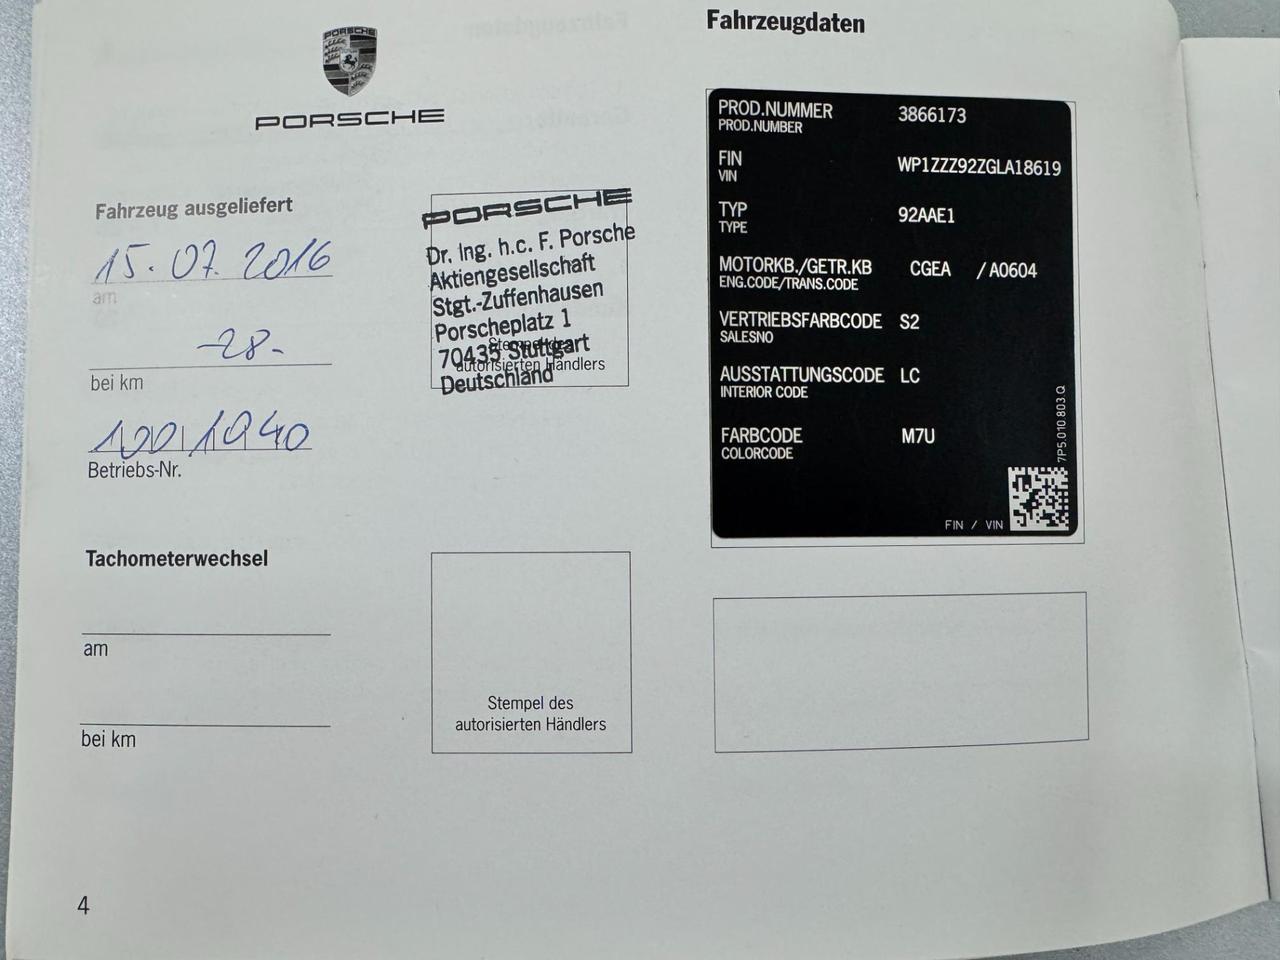 PORSCHE
PORSCHE
Fahrzeug ausgeliefert
15.07.2016
am
-28-
bei km
Betriebs-Nr.
PORSCHE
Dr. Ing. h.c. F. Porsche
Aktiengesellschaft
Stgt.-Zuffenhausen
Porscheplatz 1
70435 Stuttgart
Deutschland
autorisierten Händlers
Tachometerwechsel
am
bei km
Stempel des
autorisierten Händlers
4
Fahrzeugdaten
PROD.NUMMER 3866173
PROD.NUMBER
FIN WP1ZZZ92ZGLA18619
VIN
TYP 92AAE1
TYPE
MOTORKB./GETR.KB CGEA /A0604
ENG.CODE/TRANS.CODE
VERTRIEBSFARBCODE S2
SALESNO
AUSSTATTUNGSCODE LC
INTERIOR CODE
FARBCODE M7U
COLORCODE
7P5.010.803 Q
FIN / VIN